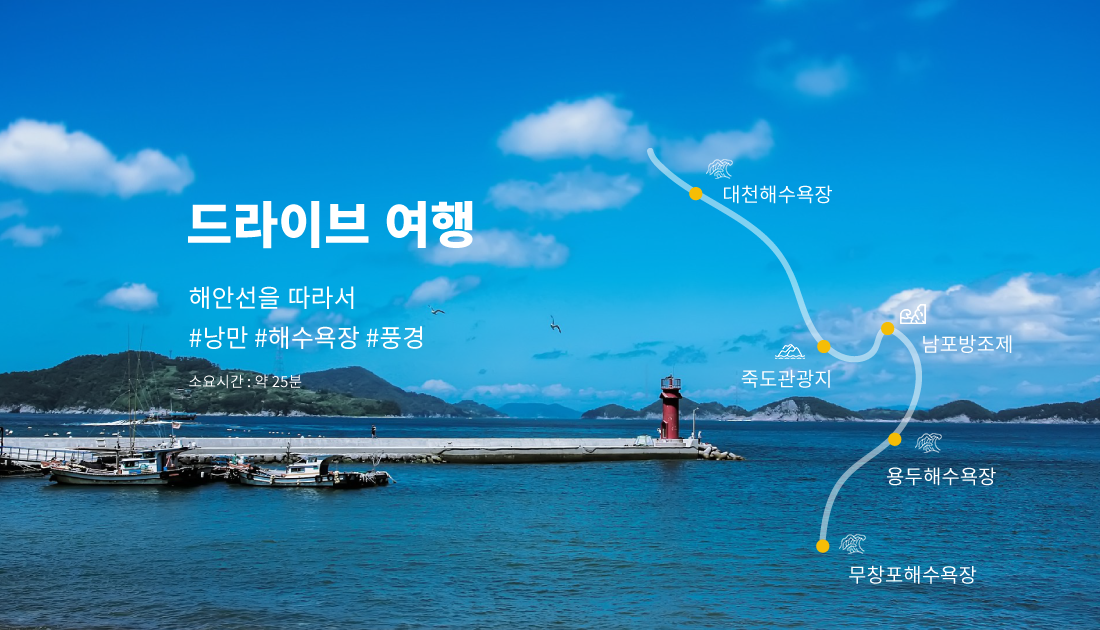 드라이브 여행
해안선을 따라서
#낭만 #해수욕장 #풍경
소요시간 : 약 25분
대천해수욕장
남포방조제
죽도관광지
용두해수욕장
무창포해수욕장